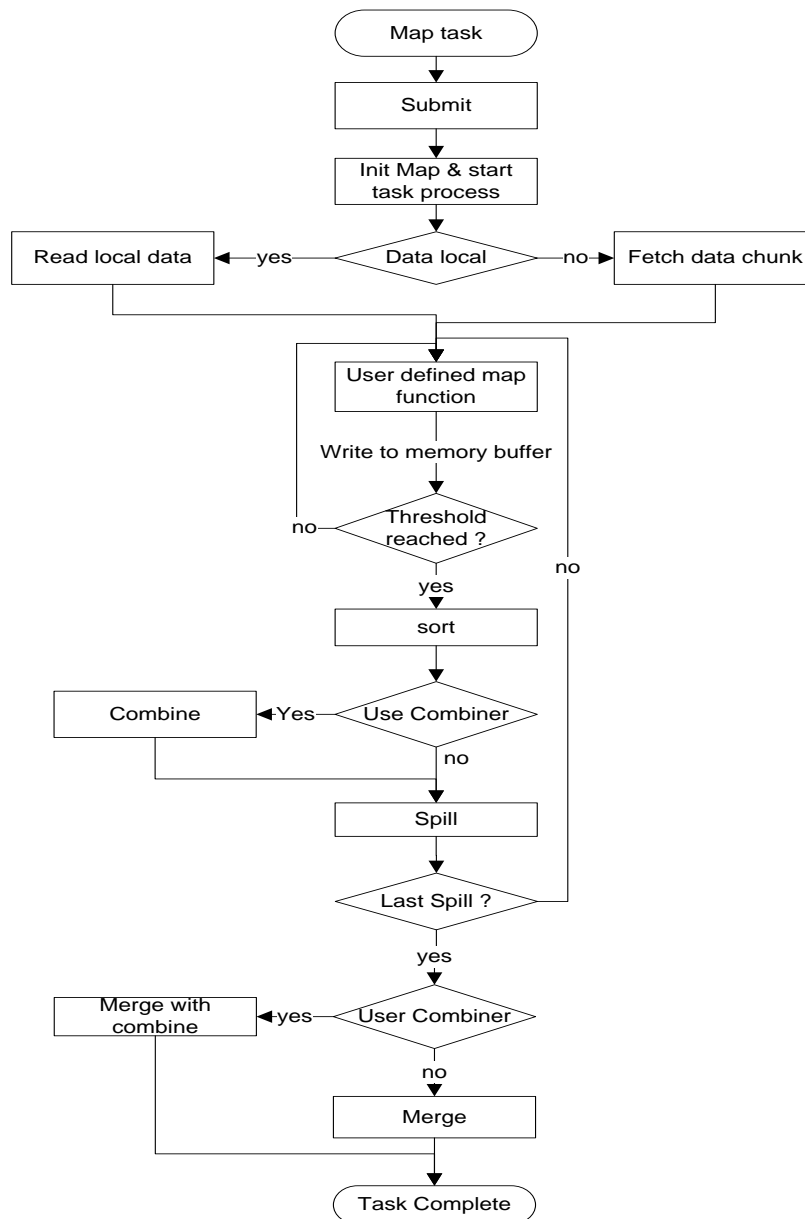 Map task
Submit
Init Map & start
task process
Read local data
yes
Data local
no
Fetch data chunk
User defined map
function
Write to memory buffer
no
Threshold
reached ?
no
yes
sort
Combine
Yes
Use Combiner
no
Spill
Last Spill ?
yes
Merge with
combine
yes
User Combiner
no
Merge
Task Complete